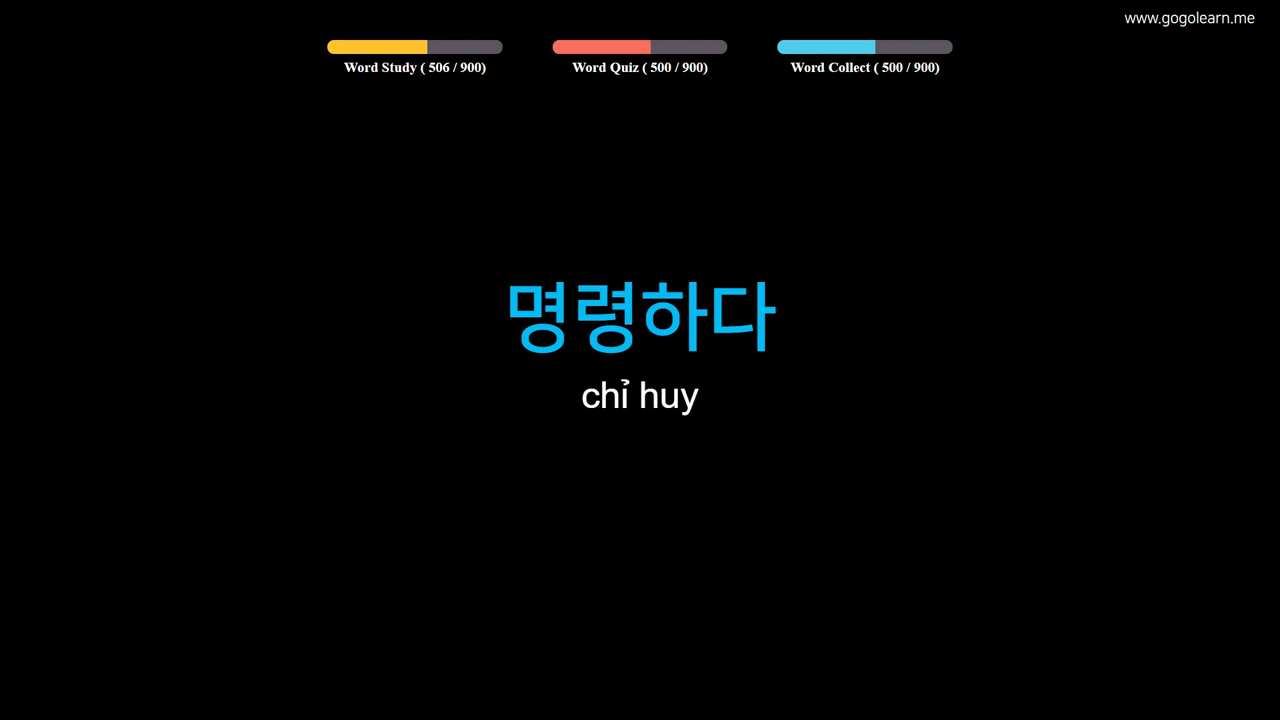 www.gogolearn.me
Word Study ( 506 / 900)
Word Quiz ( 500 / 900)
Word Collect ( 500 / 900)
명령하다
chỉ huy